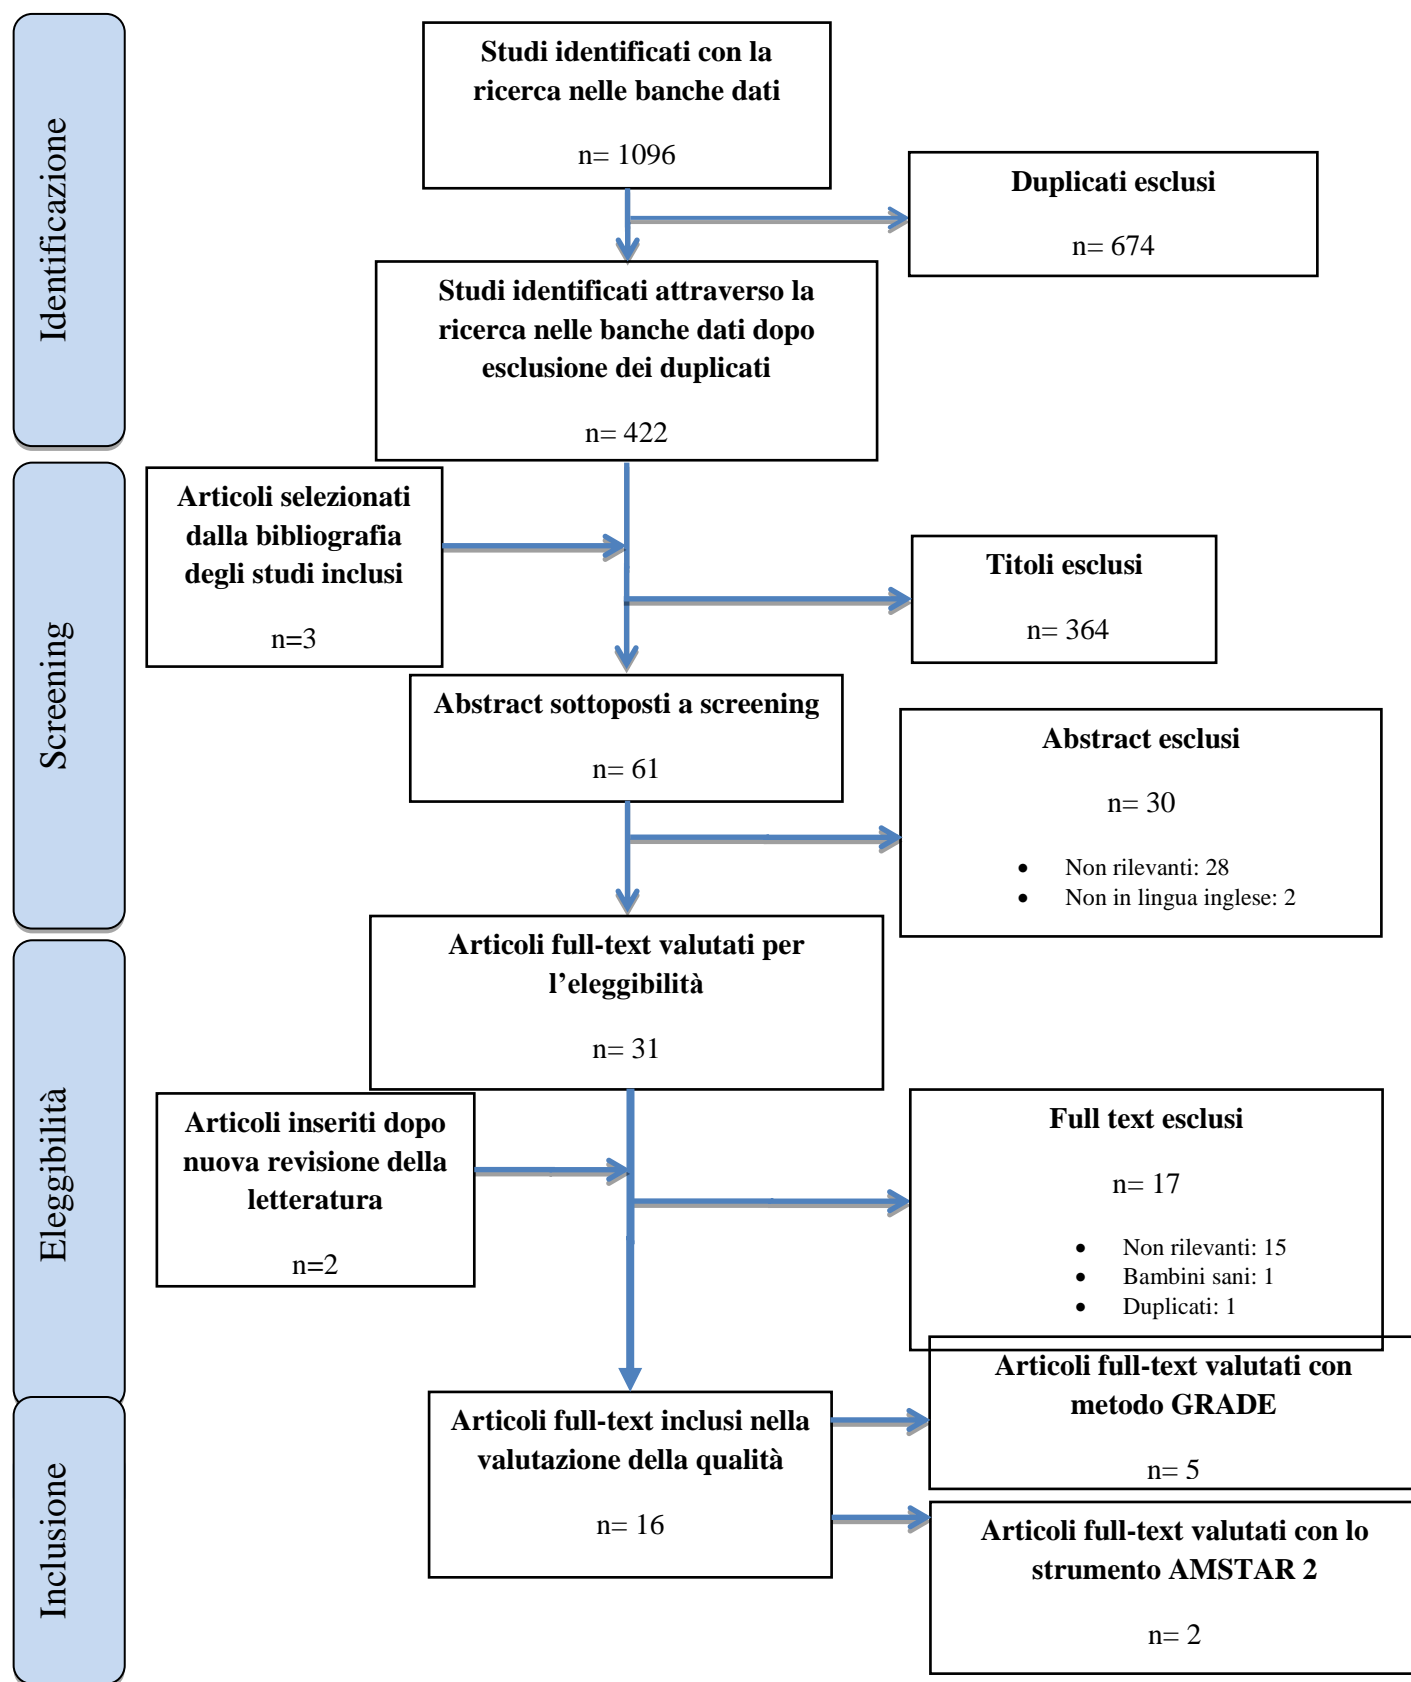 Identificazione
Studi identificati con la
ricerca nelle banche dati
n= 1096
Duplicati esclusi
n= 674
Studi identificati attraverso la
ricerca nelle banche dati dopo
esclusione dei duplicati
n= 422
Screening
Articoli selezionati
dalla bibliografia
degli studi inclusi
n=3
Titoli esclusi
n= 364
Abstract sottoposti a screening
n= 61
Abstract esclusi
n= 30
• Non rilevanti: 28
• Non in lingua inglese: 2
Eleggibilità
Articoli full-text valutati per
l’eleggibilità
n= 31
Articoli inseriti dopo
nuova revisione della
letteratura
n=2
Full text esclusi
n= 17
• Non rilevanti: 15
• Bambini sani: 1
• Duplicati: 1
Inclusione
Articoli full-text inclusi nella
valutazione della qualità
n= 16
Articoli full-text valutati con
metodo GRADE
n= 5
Articoli full-text valutati con lo
strumento AMSTAR 2
n= 2